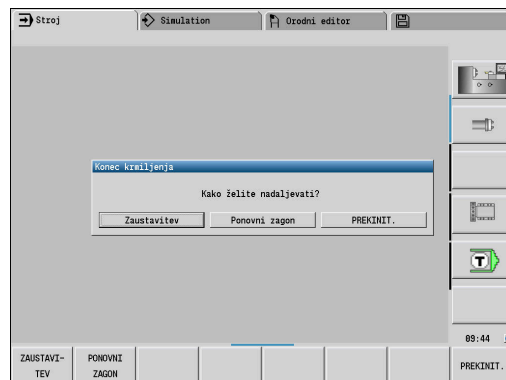 Stroj
Simulation
Orodni editor
Konec krmiljenja
Kako želite nadaljevati?
Zaustavitev
Ponovni zagon
PREKINIT.
T
09:44
ZAUSTAVI-
TEV
PONOVNI
ZAGON
PREKINIT.